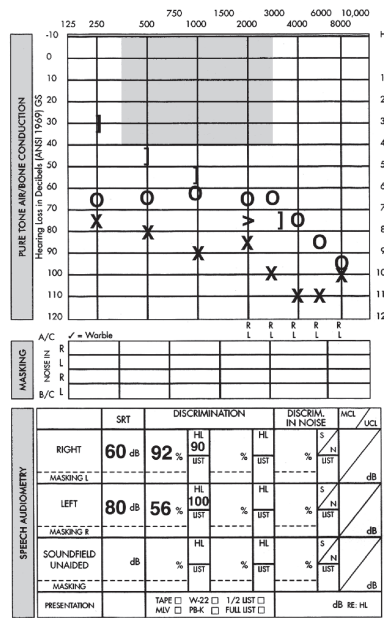 750 1500 3000 6000 10,000
125 250 500 1000 2000 4000 8000
PURE TONE AIR/BONE CONDUCTION
Hearing Loss in Decibels (ANSI 1969) GS
-10
0
10
20
30 ]
40
50 ]
60 ]
O O O O O
70
X > ] O
80 X X O
90 X O
100 X X
110 X X
120
A/C ✓ = Warble R R R R R
L L L L L
MASKING
NOISE IN
R
L
R
B/C L
SPEECH AUDIOMETRY
SRT DISCRIMINATION DISCRIM. IN NOISE MCL / UCL
RIGHT 60 dB 92 % HL 90 LIST % HL LIST % S / N LIST dB
MASKING L
LEFT 80 dB 56 % HL 100 LIST % HL LIST % S / N LIST dB
MASKING R
SOUNDFIELD UNAIDED dB % HL LIST % HL LIST % S / N LIST dB
MASKING
PRESENTATION TAPE □ W-22 □ 1/2 LIST □ dB RE: HL
MLV □ PB-K □ FULL LIST □